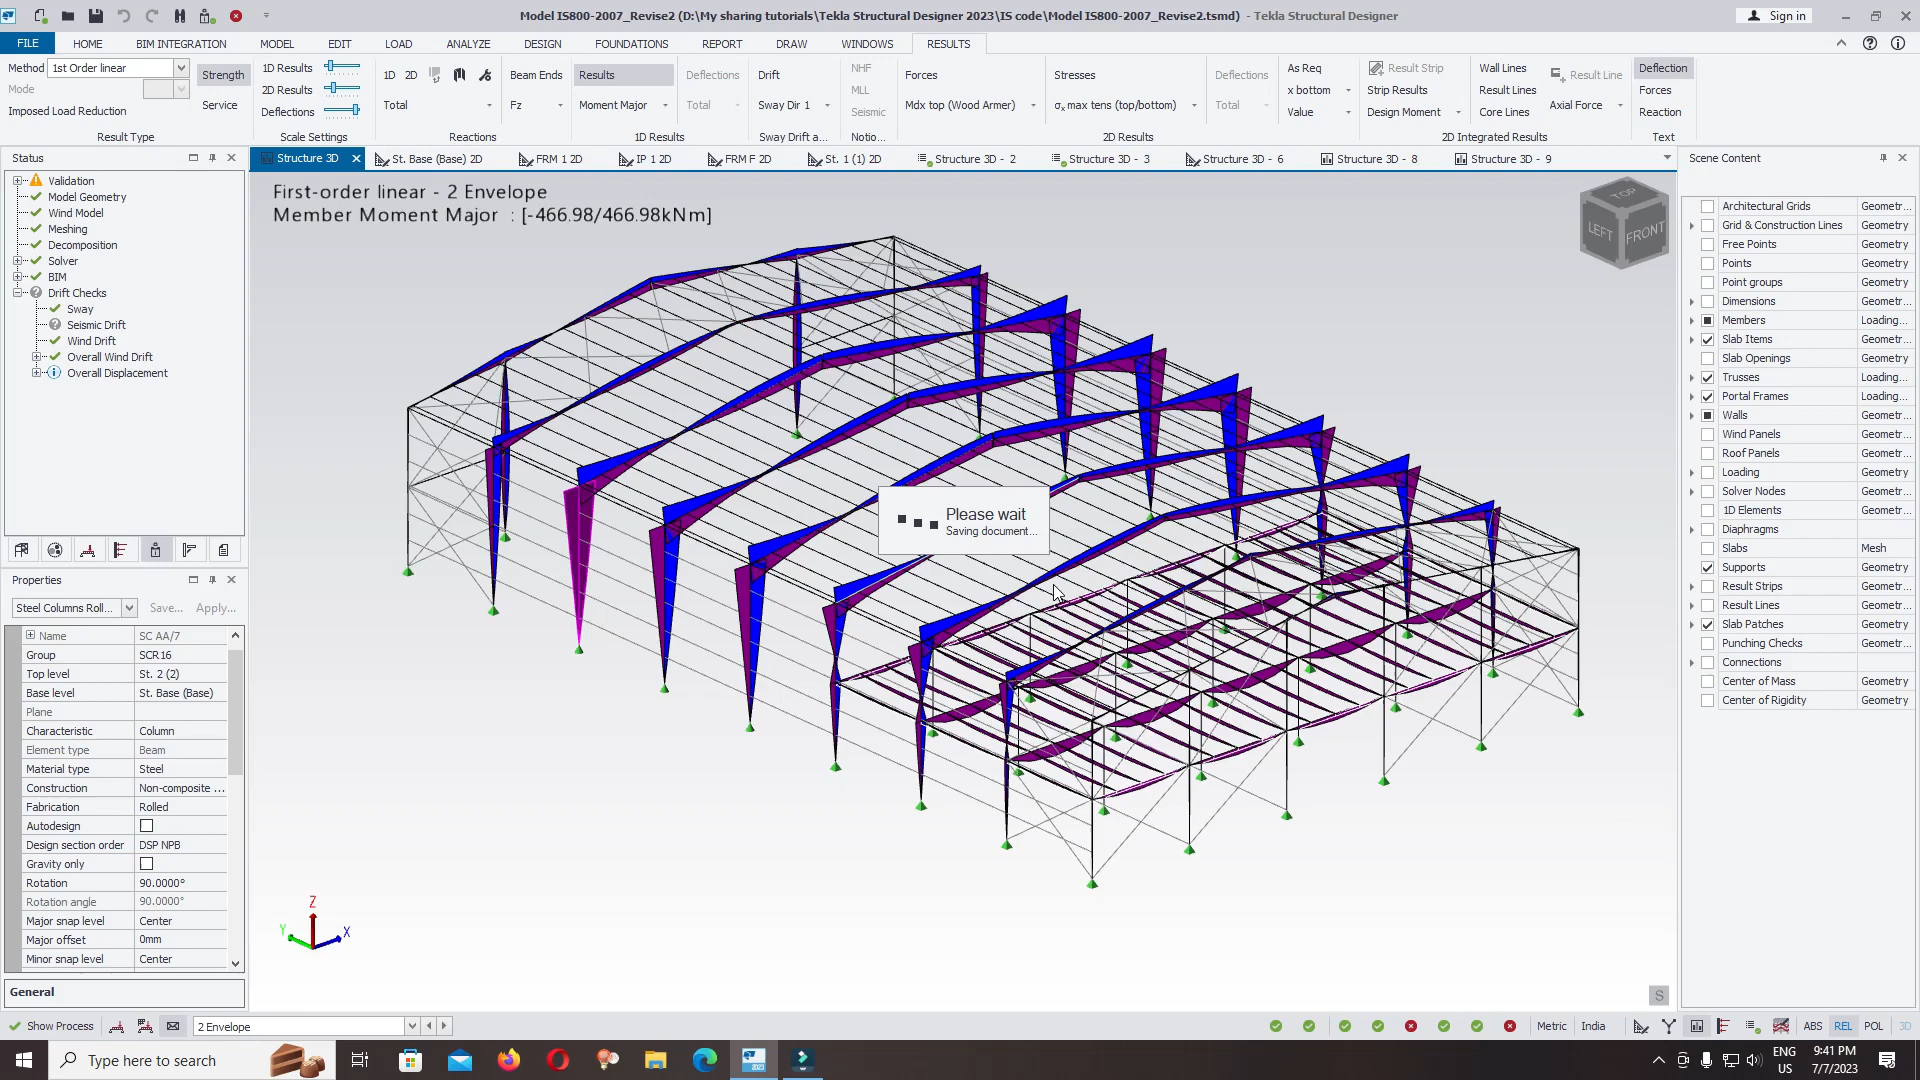 Model IS800-2007_Revise2 (D:\My sharing tutorials\Tekla Structural Designer 2023\IS code\Model IS800-2007_Revise2.tsmd) - Tekla Structural Designer
Sign in
FILE HOME BIM INTEGRATION MODEL EDIT LOAD ANALYZE DESIGN FOUNDATIONS REPORT DRAW WINDOWS RESULTS
Method 1st Order linear Strength 1D Results 1D 2D Beam Ends Results Deflections Drift NHF Forces Stresses Deflections As Req Result Strip Wall Lines Result Line Deflection
Mode Service 2D Results Total Fz Moment Major Total Sway Dir 1 MLL Mdx top (Wood Armer) σx max tens (top/bottom) Total x bottom Strip Results Result Lines Axial Force Forces
Imposed Load Reduction Deflections Seismic Value Design Moment Core Lines Reaction
Result Type Scale Settings Reactions 1D Results Sway Drift a... Notio... 2D Results 2D Integrated Results Text
Status
Structure 3D St. Base (Base) 2D FRM 1 2D IP 1 2D FRM F 2D St. 1 (1) 2D Structure 3D - 2 Structure 3D - 3 Structure 3D - 6 Structure 3D - 8 Structure 3D - 9
Scene Content
Validation
Model Geometry
Wind Model
Meshing
Decomposition
Solver
BIM
Drift Checks
Sway
Seismic Drift
Wind Drift
Overall Wind Drift
Overall Displacement
Properties
Steel Columns Roll... Save... Apply...
Name SC AA/7
Group SCR16
Top level St. 2 (2)
Base level St. Base (Base)
Plane
Characteristic Column
Element type Beam
Material type Steel
Construction Non-composite ...
Fabrication Rolled
Autodesign
Design section order DSP NPB
Gravity only
Rotation 90.0000°
Rotation angle 90.0000°
Major snap level Center
Major offset 0mm
Minor snap level Center
General
First-order linear - 2 Envelope
Member Moment Major : [-466.98/466.98kNm]
TOP
LEFT FRONT
Please wait
Saving document...
Z
Y X
S
Architectural Grids Geometr...
Grid & Construction Lines Geometry
Free Points Geometry
Points Geometry
Point groups Geometry
Dimensions Geometr...
Members Loading...
Slab Items Geometr...
Slab Openings Geometry
Trusses Loading...
Portal Frames Loading...
Walls Geometr...
Wind Panels Geometry
Roof Panels Geometry
Loading Geometry
Solver Nodes Geometr...
1D Elements Geometry
Diaphragms Geometr...
Slabs Mesh
Supports Geometry
Result Strips Geometr...
Result Lines Geometr...
Slab Patches Geometr...
Punching Checks Geometry
Connections
Center of Mass Geometry
Center of Rigidity Geometry
Show Process 2 Envelope Metric India ABS REL POL 3D
Type here to search
2023
ENG
US
9:41 PM
7/7/2023